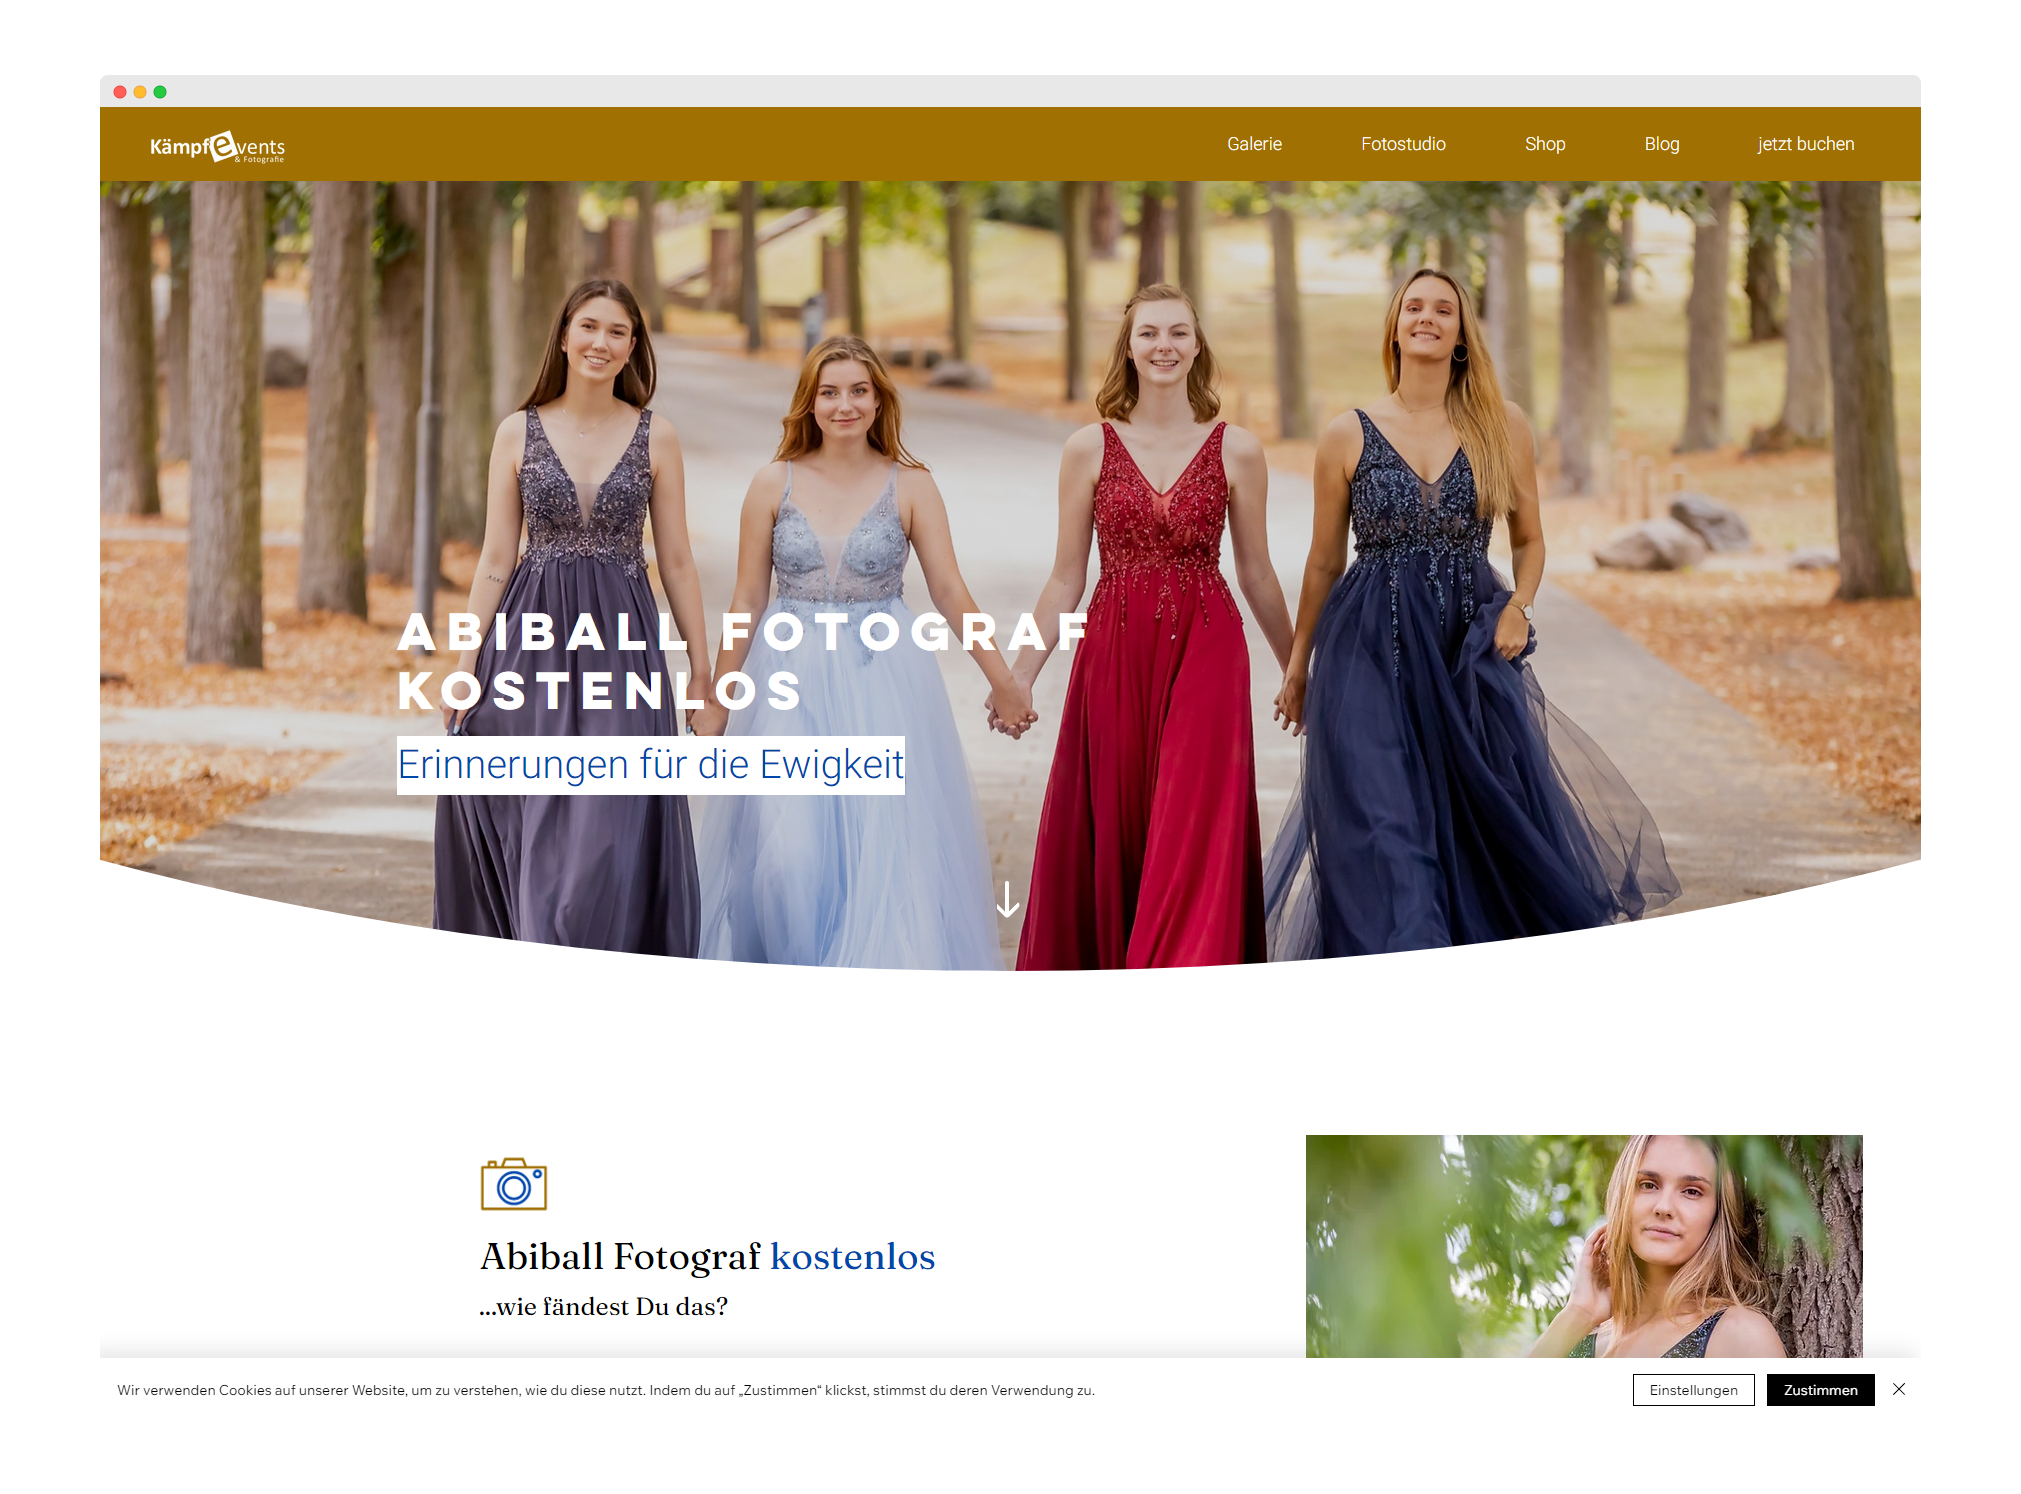 Kämpf events
& Fotografie
Galerie
Fotostudio
Shop
Blog
jetzt buchen
ABIBALL FOTOGRAF
KOSTENLOS
Erinnerungen für die Ewigkeit
Abiball Fotograf kostenlos
...wie fändest Du das?
Wir verwenden Cookies auf unserer Website, um zu verstehen, wie du diese nutzt. Indem du auf „Zustimmen“ klickst, stimmst du deren Verwendung zu.
Einstellungen
Zustimmen